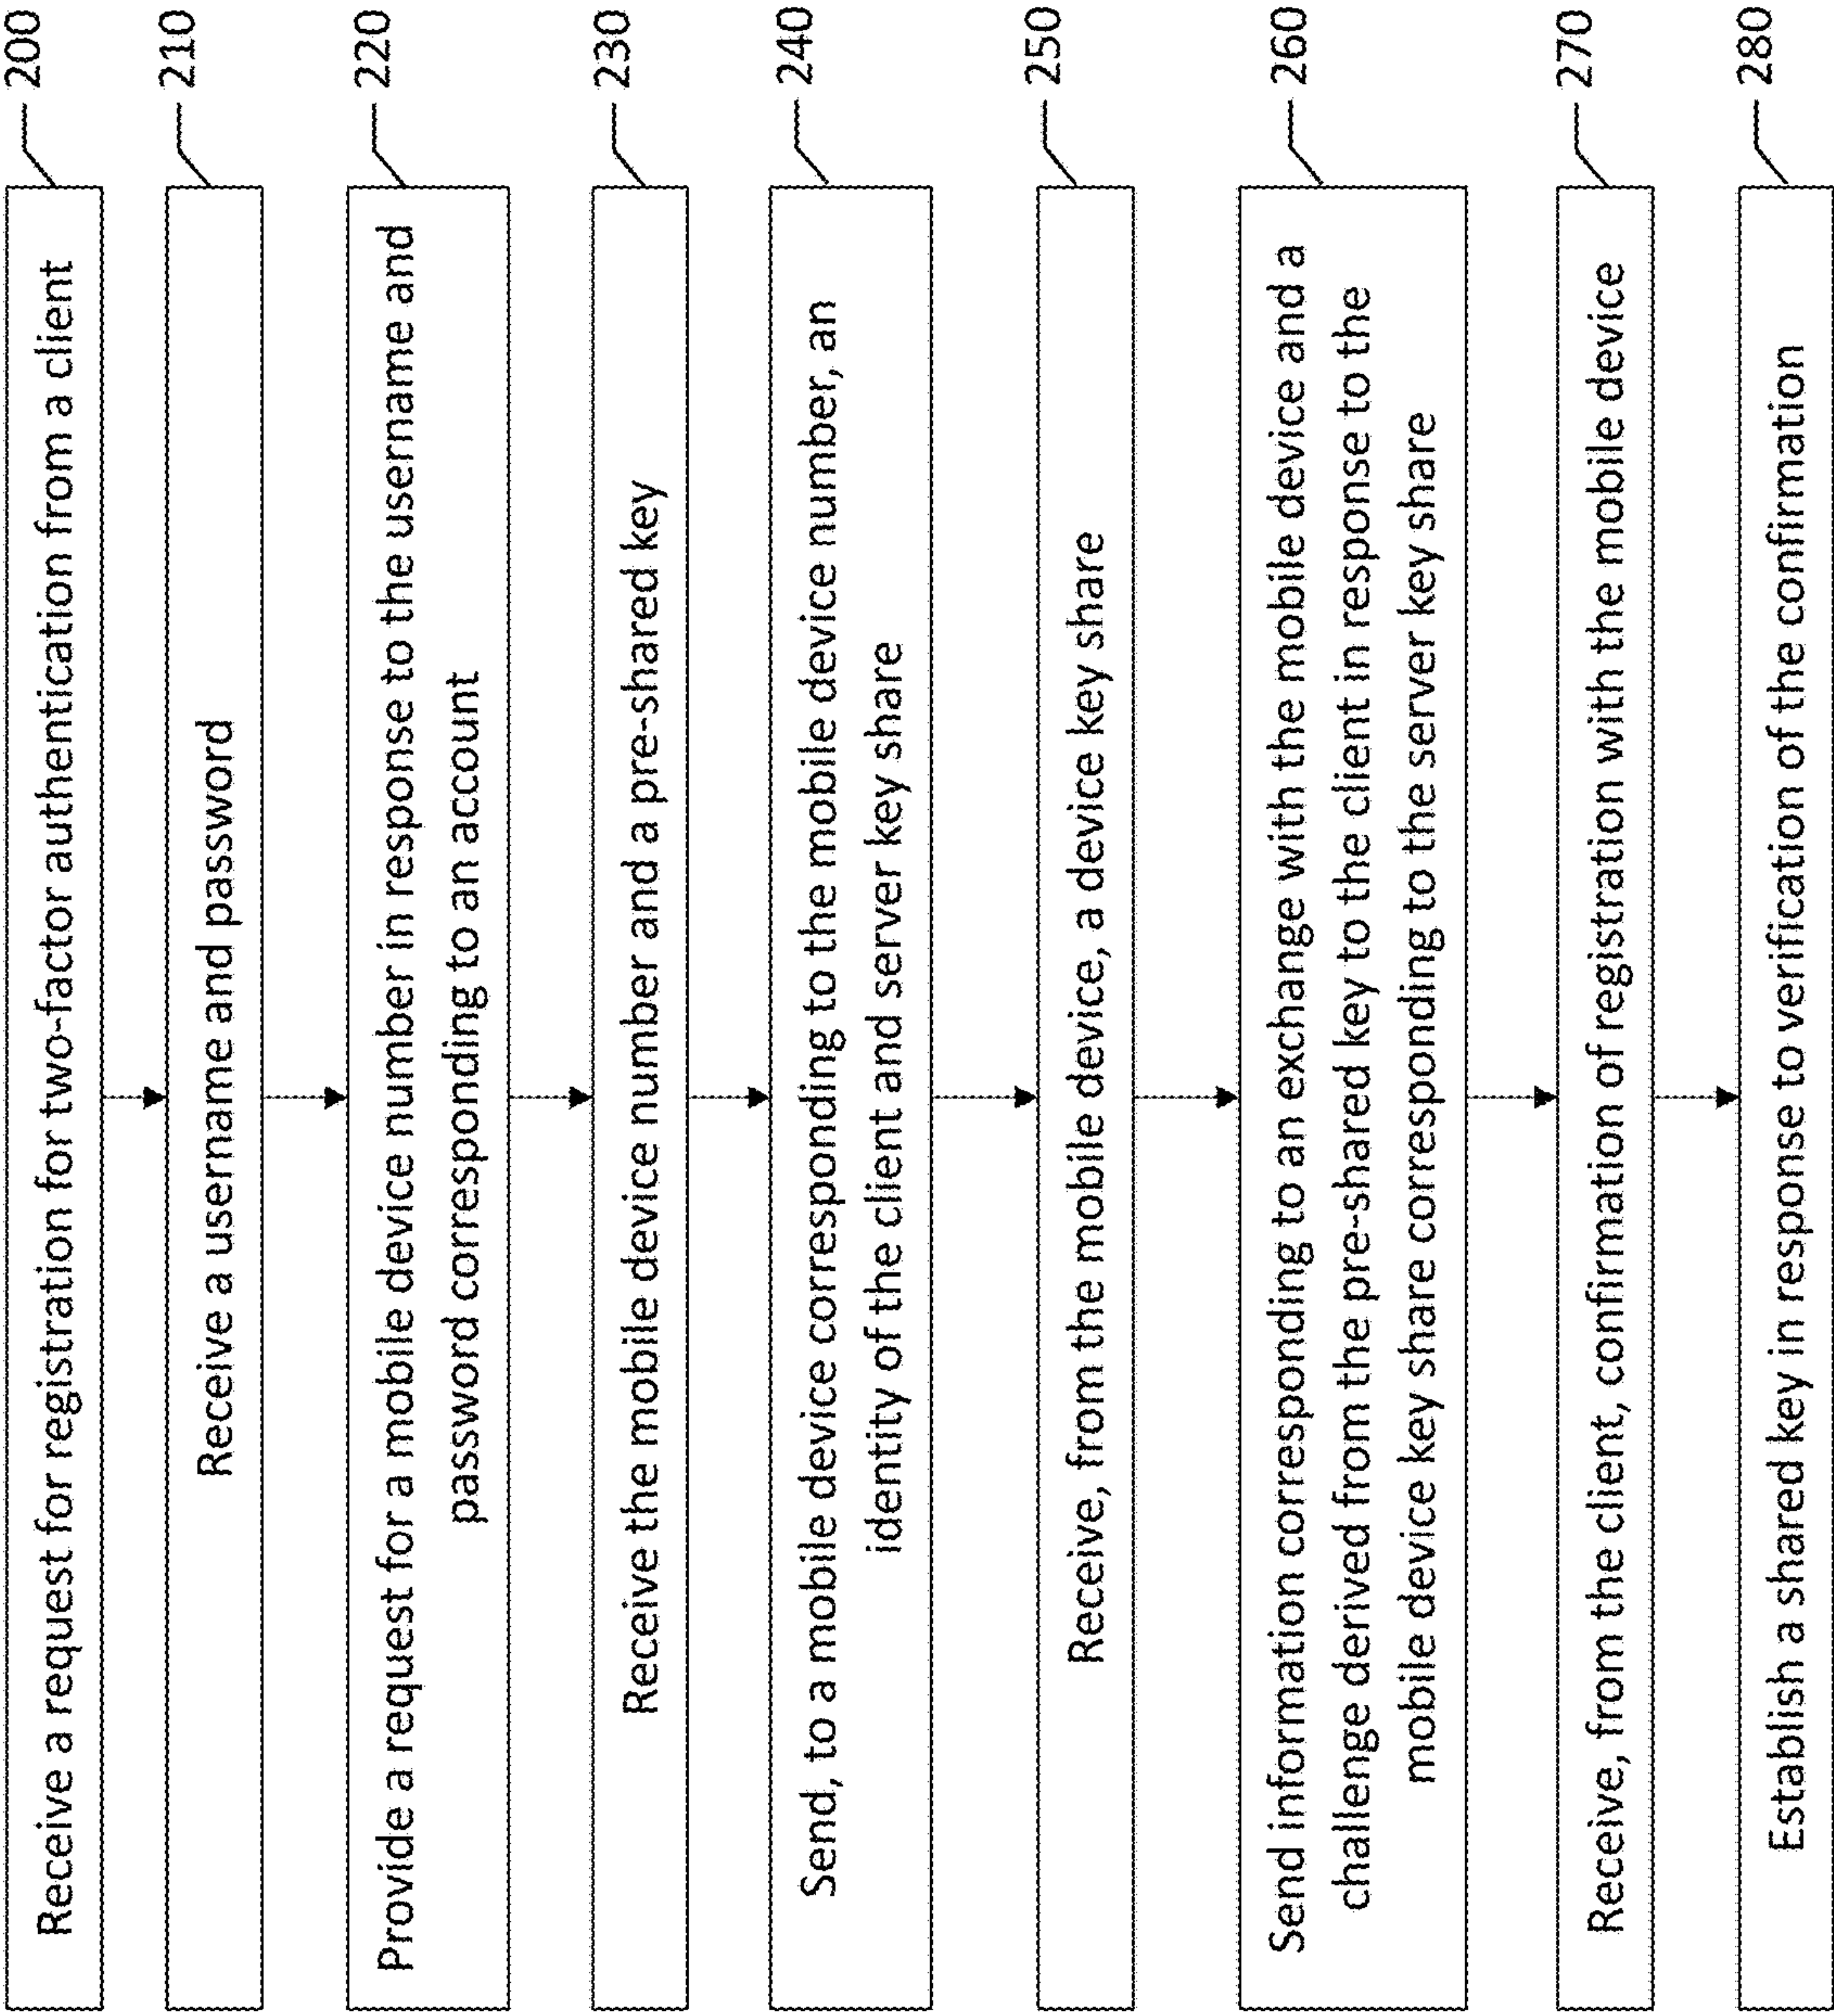 Receive a request for registration for two-factor authentication from a client
200
Receive a username and password
210
Provide a request for a mobile device number in response to the username and
password corresponding to an account
220
Receive the mobile device number and a pre-shared key
230
Send, to a mobile device corresponding to the mobile device number, an
identity of the client and server key share
240
Receive, from the mobile device, a device key share
250
Send information corresponding to an exchange with the mobile device and a
challenge derived from the pre-shared key to the client in response to the
mobile device key share corresponding to the server key share
260
Receive, from the client, confirmation of registration with the mobile device
270
Establish a shared key in response to verification of the confirmation
280